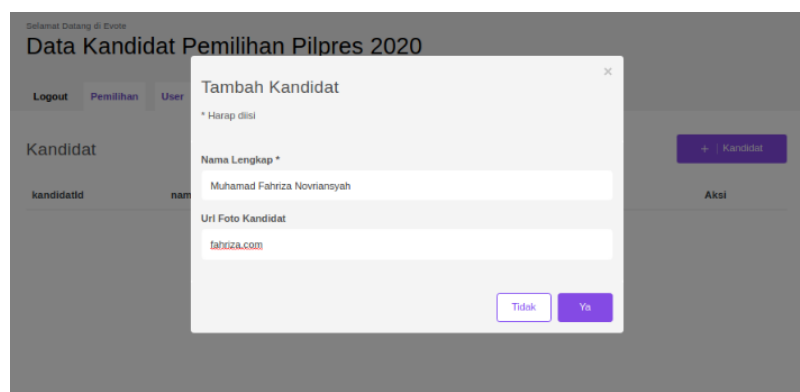 Selamat Datang di Evote
Data Kandidat Pemilihan Pilpres 2020
Logout Pemilihan User
Kandidat
+ | Kandidat
kandidatId nam Aksi
×
Tambah Kandidat
* Harap diisi
Nama Lengkap *
Muhamad Fahriza Novriansyah
Url Foto Kandidat
fahriza.com
Tidak Ya